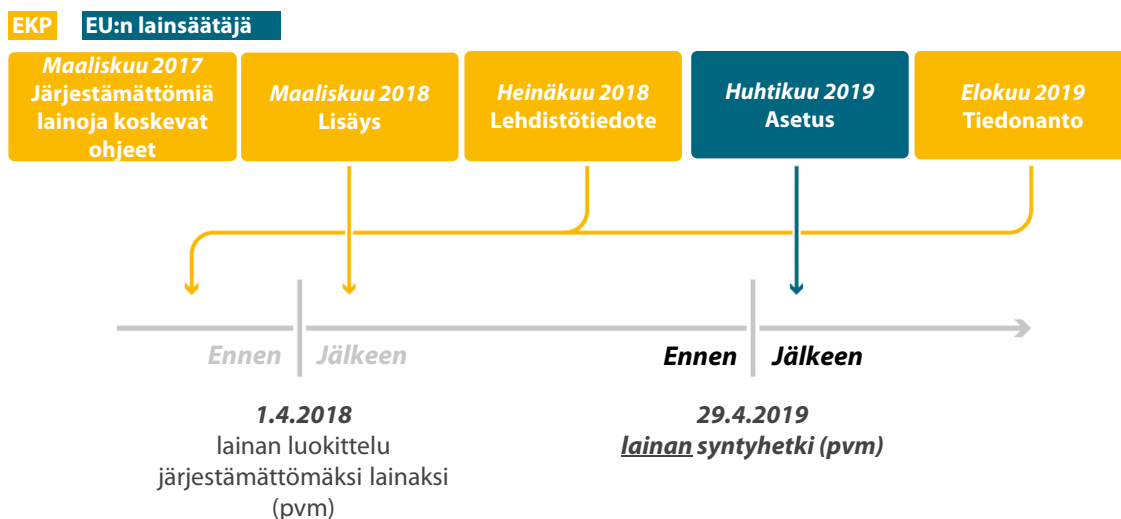 EKP EU:n lainsäätäjä
Maaliskuu 2017
Järjestämättömiä
lainoja koskevat
ohjeet
Maaliskuu 2018
Lisäys
Heinäkuu 2018
Lehdistötiedote
Huhtikuu 2019
Asetus
Elokuu 2019
Tiedonanto
Ennen Jälkeen
Ennen Jälkeen
1.4.2018
lainan luokittelu
järjestämättömäksi lainaksi
(pvm)
29.4.2019
lainan syntyhetki (pvm)